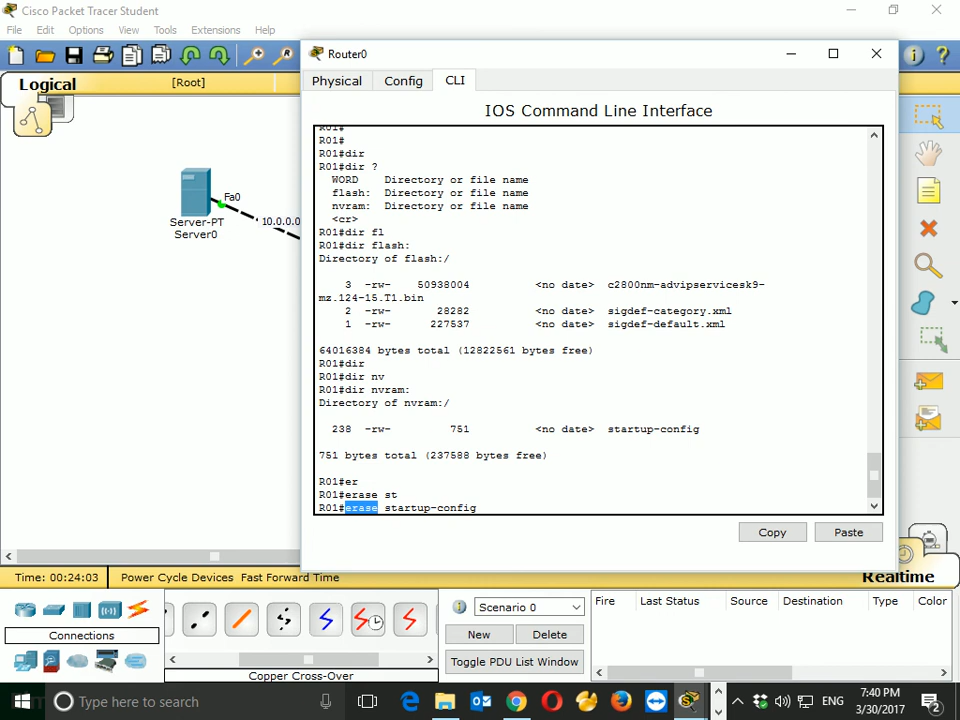 Cisco Packet Tracer Student
File Edit Options View Tools Extensions Help
Logical
[Root]
Fa0
Server-PT
Server0
10.0.0.0
Router0
Physical Config CLI
IOS Command Line Interface
R01#
R01#
R01#dir
R01#dir ?
WORD Directory or file name
flash: Directory or file name
nvram: Directory or file name
<cr>
R01#dir fl
R01#dir flash:
Directory of flash:/
3 -rw- 50938004 <no date> c2800nm-advipservicesk9-
mz.124-15.T1.bin
2 -rw- 28282 <no date> sigdef-category.xml
1 -rw- 227537 <no date> sigdef-default.xml
64016384 bytes total (12822561 bytes free)
R01#dir
R01#dir nv
R01#dir nvram:
Directory of nvram:/
238 -rw- 751 <no date> startup-config
751 bytes total (237588 bytes free)
R01#er
R01#erase st
R01#erase startup-config
Copy Paste
Time: 00:24:03 Power Cycle Devices Fast Forward Time
Realtime
Connections
Copper Cross-Over
Scenario 0
New Delete
Toggle PDU List Window
Fire Last Status Source Destination Type Color
Type here to search
ENG
7:40 PM
3/30/2017
2